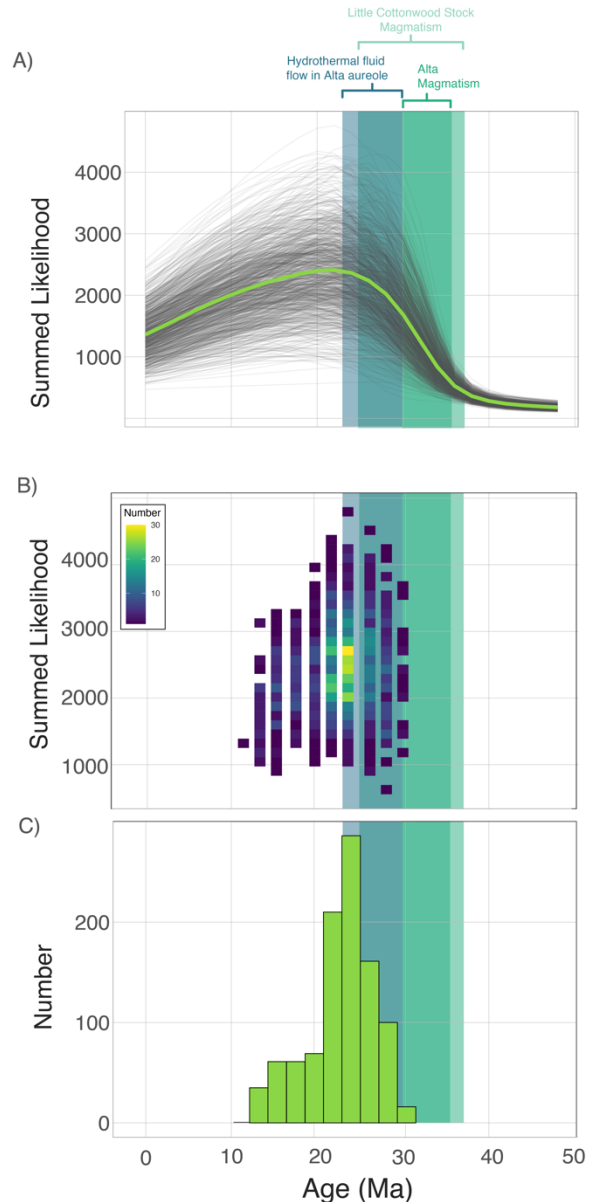 Little Cottonwood Stock
Magmatism
Hydrothermal fluid
flow in Alta aureole
Alta
Magmatism
A)
Summed Likelihood
4000
3000
2000
1000
B)
Number
30
20
10
Summed Likelihood
4000
3000
2000
1000
C)
Number
200
100
0
0
10
20
30
40
50
Age (Ma)